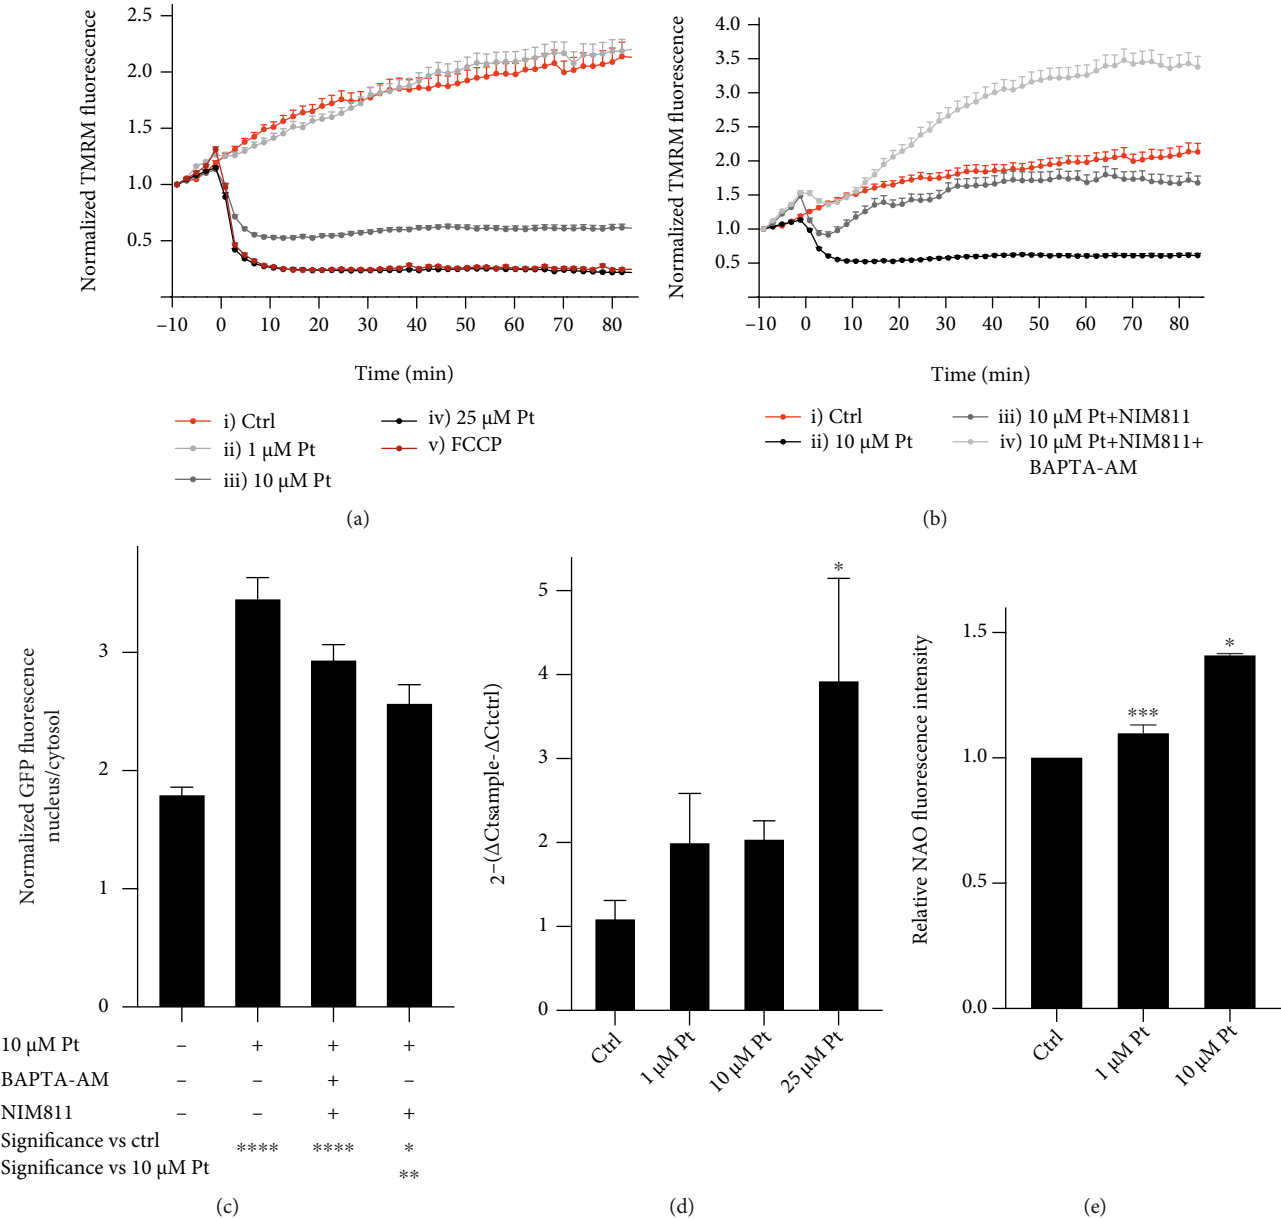 Normalized TMRM fluorescence
2.5
2.0
1.5
1.0
0.5
–10 0 10 20 30 40 50 60 70 80
Time (min)
i) Ctrl
ii) 1 μM Pt
iii) 10 μM Pt
iv) 25 μM Pt
v) FCCP
(a)
Normalized TMRM fluorescence
4.0
3.5
3.0
2.5
2.0
1.5
1.0
0.5
–10 0 10 20 30 40 50 60 70 80
Time (min)
i) Ctrl
ii) 10 μM Pt
iii) 10 μM Pt+NIM811
iv) 10 μM Pt+NIM811+
BAPTA-AM
(b)
Normalized GFP fluorescence
nucleus/cytosol
3
2
1
0
10 μM Pt – + + +
BAPTA-AM – – + –
NIM811 – – + +
Significance vs ctrl **** **** *
Significance vs 10 μM Pt **
(c)
2–(ΔCtsample-ΔCtctrl)
5
4
3
2
1
0
*
Ctrl 1 μM Pt 10 μM Pt 25 μM Pt
(d)
Relative NAO fluorescence intensity
1.5
1.0
0.5
0.0
*** *
Ctrl 1 μM Pt 10 μM Pt
(e)